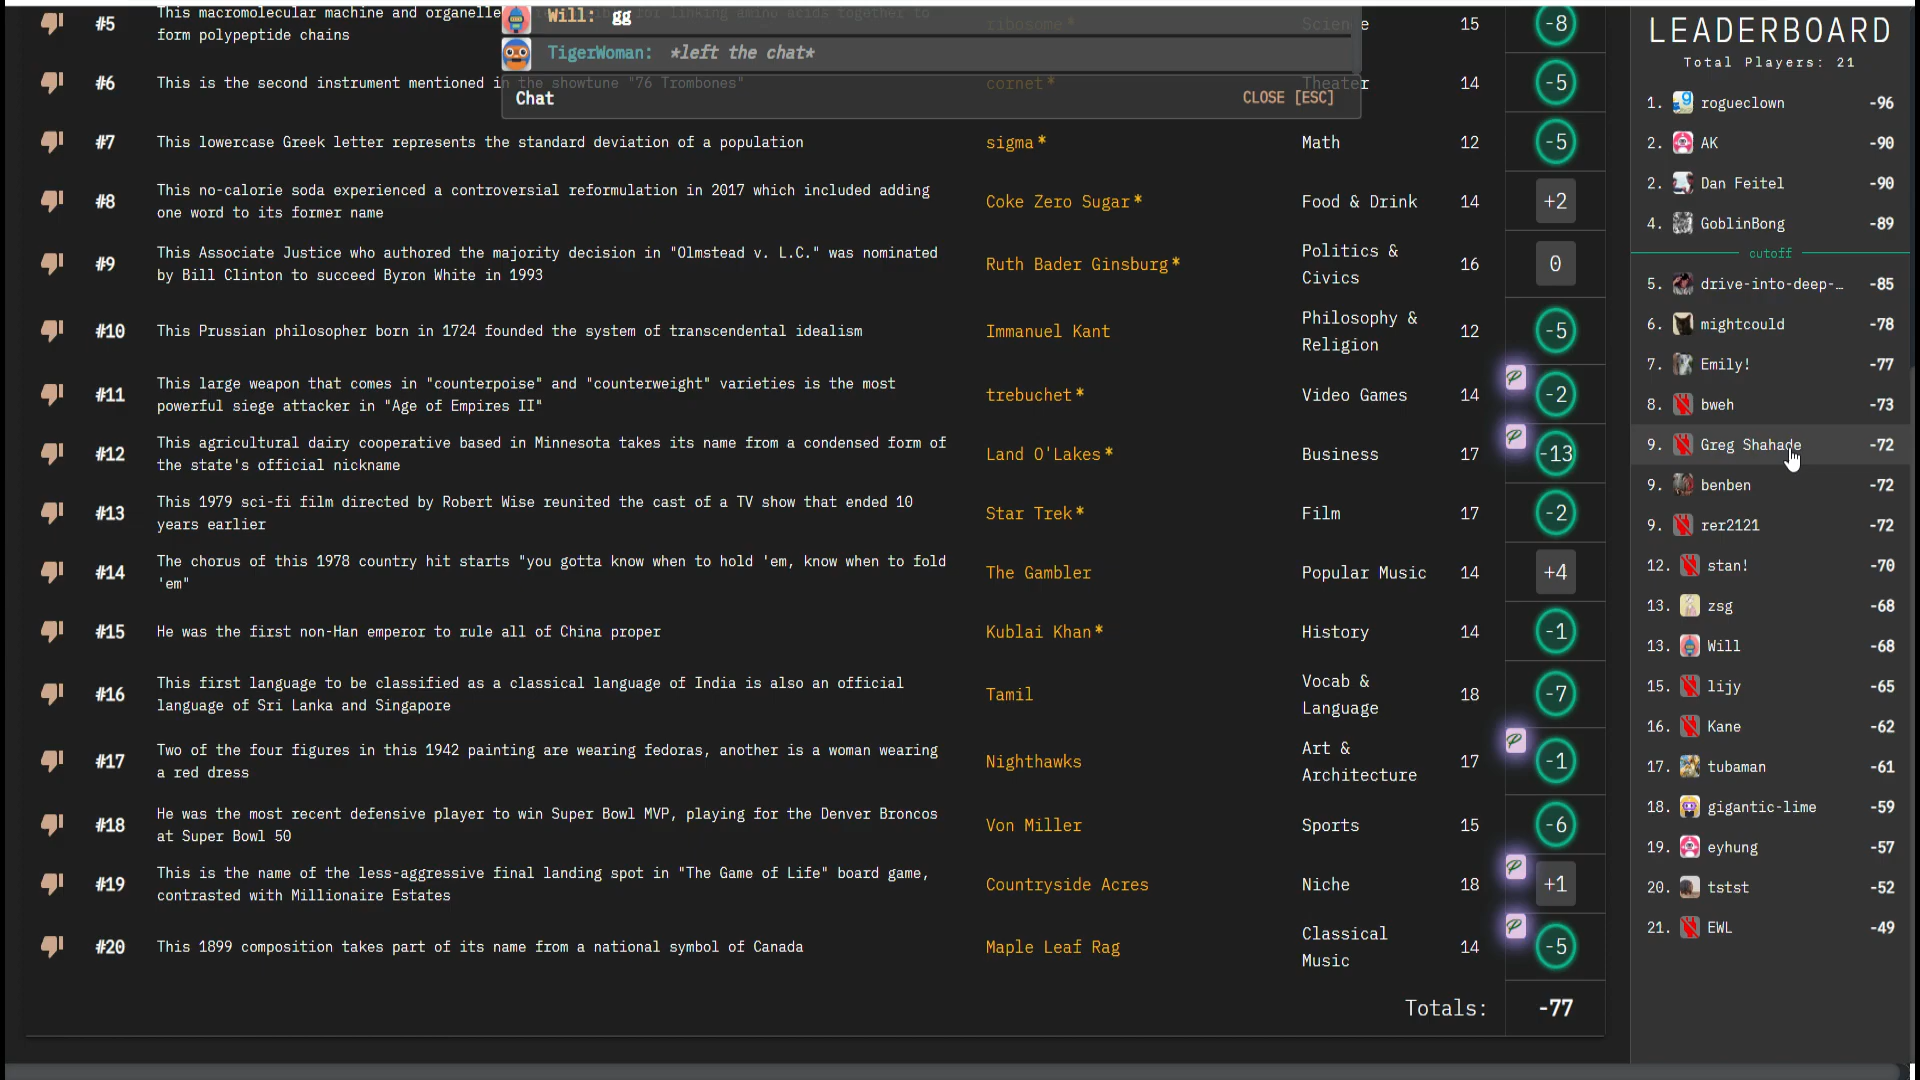 #5
This macromolecular machine and organelle
for linking amino acids together to
form polypeptide chains
ribosome *
15
-8
Will: gg
TigerWoman: *left the chat*
Chat
CLOSE [ESC]
#6
This is the second instrument mentioned in the showtune "76 Trombones"
cornet *
Theater
14
-5
#7
This lowercase Greek letter represents the standard deviation of a population
sigma *
Math
12
-5
#8
This no-calorie soda experienced a controversial reformulation in 2017 which included adding
one word to its former name
Coke Zero Sugar *
Food & Drink
14
+2
#9
This Associate Justice who authored the majority decision in "Olmstead v. L.C." was nominated
by Bill Clinton to succeed Byron White in 1993
Ruth Bader Ginsburg *
Politics &
Civics
16
0
#10
This Prussian philosopher born in 1724 founded the system of transcendental idealism
Immanuel Kant
Philosophy &
Religion
12
-5
#11
This large weapon that comes in "counterpoise" and "counterweight" varieties is the most
powerful siege attacker in "Age of Empires II"
trebuchet *
Video Games
14
P
-2
#12
This agricultural dairy cooperative based in Minnesota takes its name from a condensed form of
the state's official nickname
Land O'Lakes *
Business
17
P
-13
#13
This 1979 sci-fi film directed by Robert Wise reunited the cast of a TV show that ended 10
years earlier
Star Trek *
Film
17
-2
#14
The chorus of this 1978 country hit starts "you gotta know when to hold 'em, know when to fold
'em"
The Gambler
Popular Music
14
+4
#15
He was the first non-Han emperor to rule all of China proper
Kublai Khan *
History
14
-1
#16
This first language to be classified as a classical language of India is also an official
language of Sri Lanka and Singapore
Tamil
Vocab &
Language
18
-7
#17
Two of the four figures in this 1942 painting are wearing fedoras, another is a woman wearing
a red dress
Nighthawks
Art &
Architecture
17
P
-1
#18
He was the most recent defensive player to win Super Bowl MVP, playing for the Denver Broncos
at Super Bowl 50
Von Miller
Sports
15
-6
#19
This is the name of the less-aggressive final landing spot in "The Game of Life" board game,
contrasted with Millionaire Estates
Countryside Acres
Niche
18
P
+1
#20
This 1899 composition takes part of its name from a national symbol of Canada
Maple Leaf Rag
Classical
Music
14
P
-5
Totals: -77
LEADERBOARD
Total Players: 21
1. rogueclown -96
2. AK -90
2. Dan Feitel -90
4. GoblinBong -89
cutoff
5. drive-into-deep-… -85
6. mightcould -78
7. Emily! -77
8. bweh -73
9. Greg Shahade -72
9. benben -72
9. rer2121 -72
12. stan! -70
13. zsg -68
13. Will -68
15. lijy -65
16. Kane -62
17. tubaman -61
18. gigantic-lime -59
19. eyhung -57
20. tstst -52
21. EWL -49